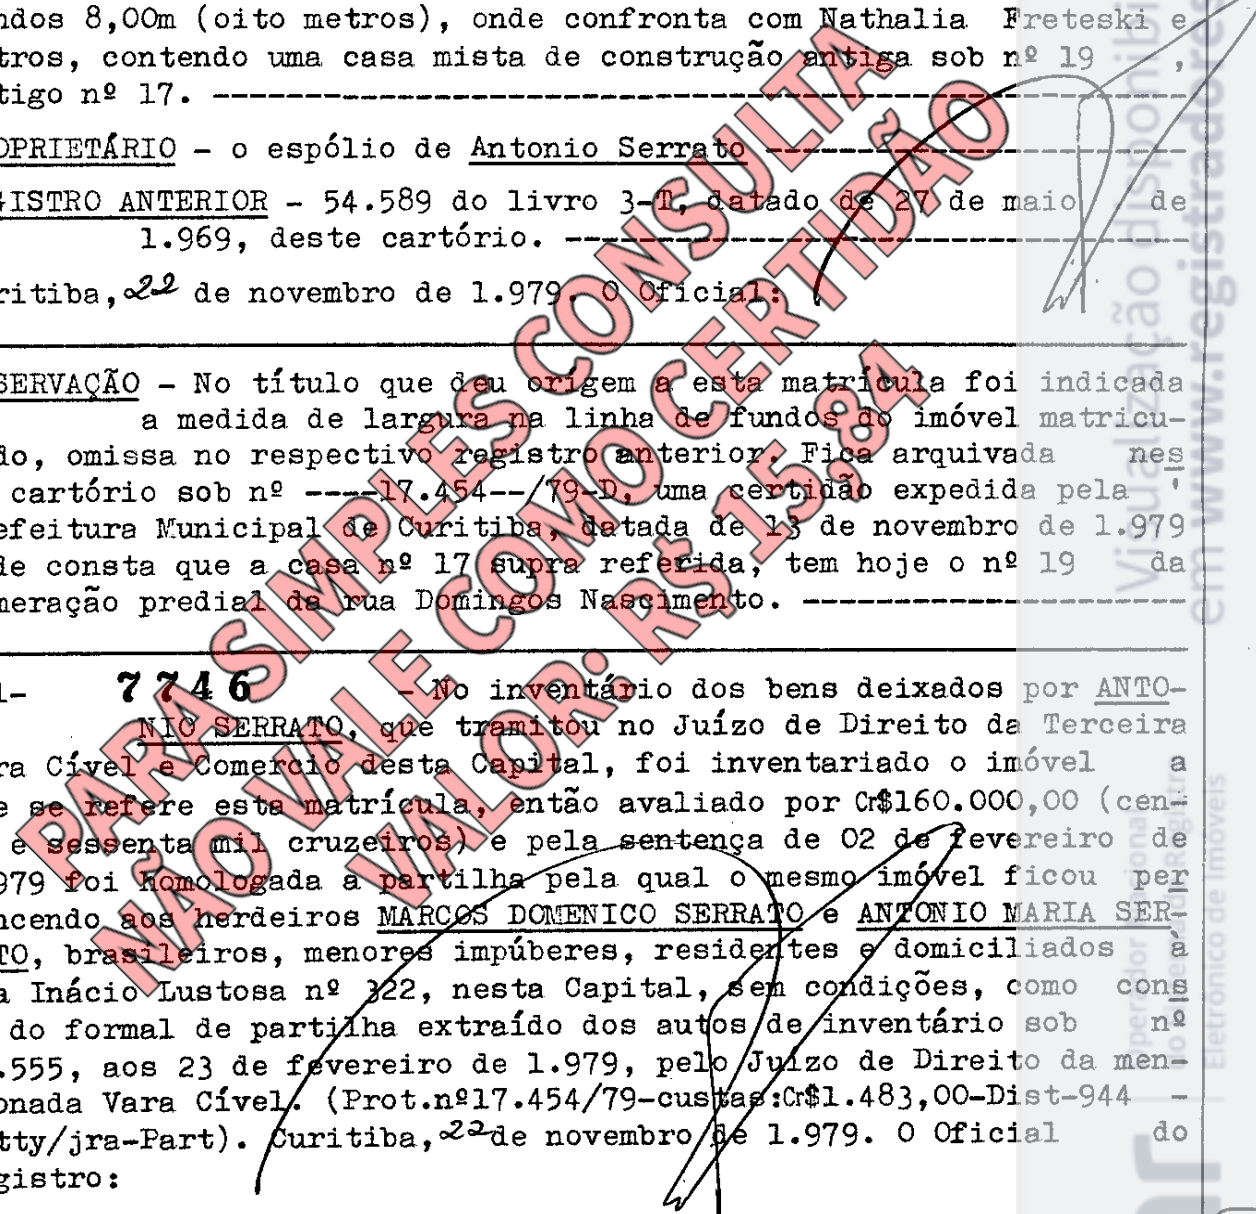 ndos 8,00m (oito metros), onde confronta com Nathalia Freteski e
tros, contendo uma casa mista de construção antiga sob nº 19 ,
tigo nº 17.
OPRIETÁRIO - o espólio de Antonio Serrato
GISTRO ANTERIOR - 54.589 do livro 3-T, datado de 27 de maio de
1.969, deste cartório.
ritiba, 22 de novembro de 1.979. O Oficial:
SERVAÇÃO - No título que deu origem a esta matrícula foi indicada
a medida de largura na linha de fundos do imóvel matricu-
do, omissa no respectivo registro anterior. Fica arquivada nes
cartório sob nº ----17.454--/79-D, uma certidão expedida pela '
efeitura Municipal de Curitiba, datada de 13 de novembro de 1.979
de consta que a casa nº 17 supra referida, tem hoje o nº 19 da
meração predial da rua Domingos Nascimento.
1- 7746 - No inventário dos bens deixados por ANTO-
NIO SERRATO, que tramitou no Juízo de Direito da Terceira
ra Cível e Comercio desta Capital, foi inventariado o imóvel a
e se refere esta matrícula, então avaliado por Cr$160.000,00 (cen-
e sessenta mil cruzeiros) e pela sentença de 02 de fevereiro de
979 foi homologada a partilha pela qual o mesmo imóvel ficou per
ncendo aos herdeiros MARCOS DOMENICO SERRATO e ANTONIO MARIA SER-
TO, brasileiros, menores impúberes, residentes e domiciliados à
a Inácio Lustosa nº 322, nesta Capital, sem condições, como cons
do formal de partilha extraído dos autos de inventário sob nº
.555, aos 23 de fevereiro de 1.979, pelo Juízo de Direito da men-
onada Vara Cível. (Prot.nº17.454/79-custas:Cr$1.483,00-Dist-944 -
tty/jra-Part). Curitiba, 22 de novembro de 1.979. O Oficial do
gistro:
PARA SIMPLES CONSULTA
NÃO VALE COMO CERTIDÃO
VALOR: R$ 15,84
Visualização disponibi
em www.registradores
Eletrônico de Imóveis